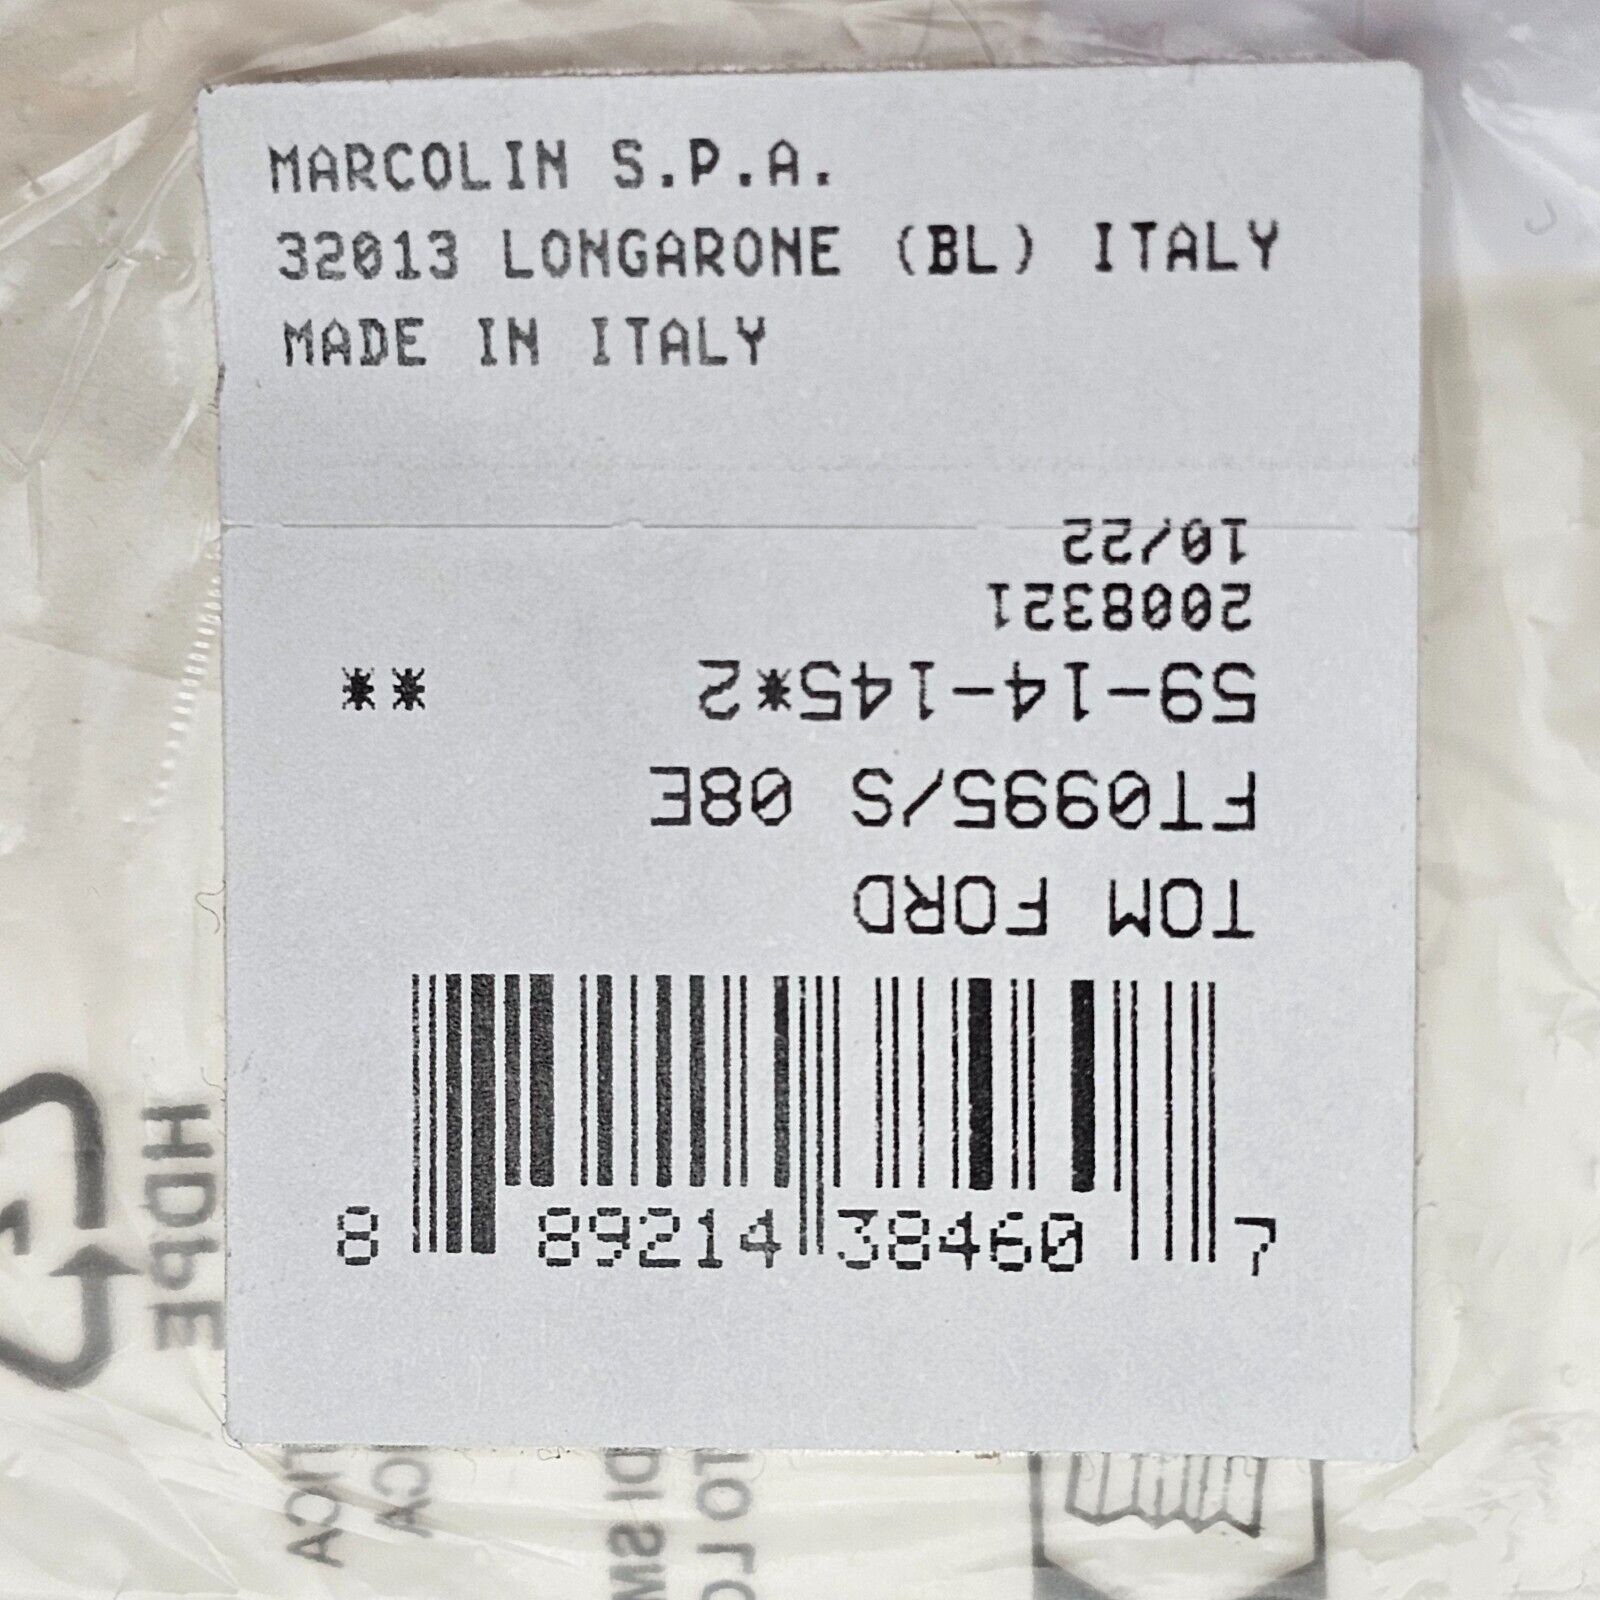 MARCOLIN S.P.A.
32013 LONGARONE (BL) ITALY
MADE IN ITALY
10/22
2008321
59-14-145*2 **
FT0995/S 08E
TOM FORD
8 89214 38460 7
HDPE